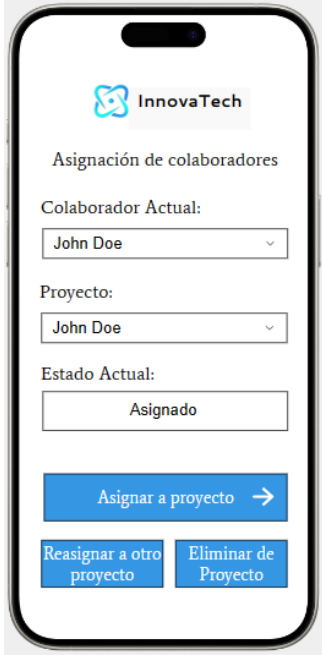 InnovaTech
Asignación de colaboradores
Colaborador Actual:
John Doe
Proyecto:
John Doe
Estado Actual:
Asignado
Asignar a proyecto
Reasignar a otro
proyecto
Eliminar de
Proyecto